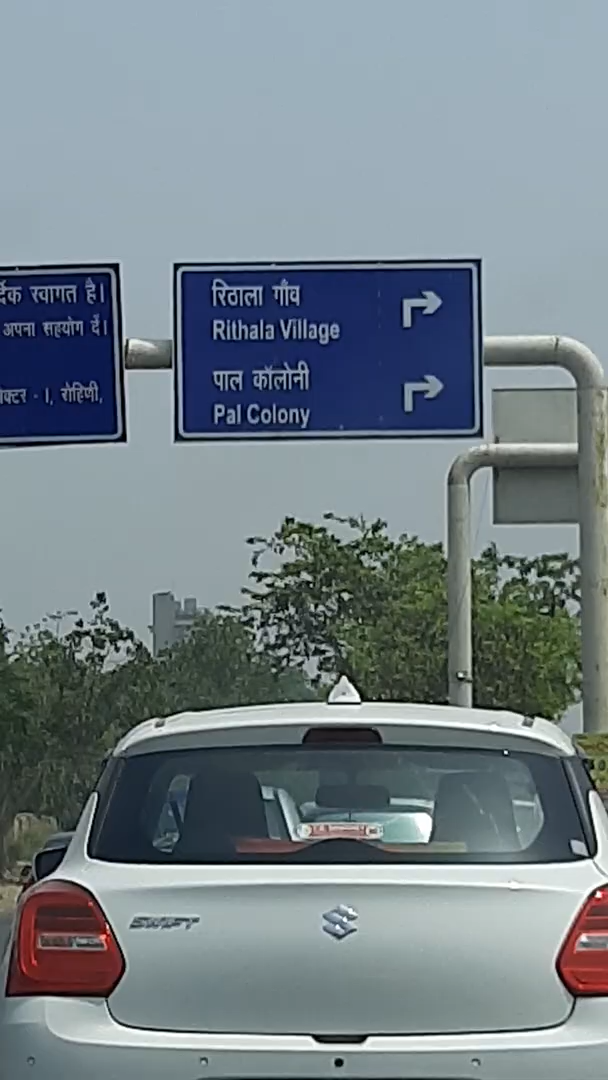 र्दिक स्वागत है।
अपना सहयोग दें।
क्टर - I, रोहिणी,
रिठाला गाँव
Rithala Village
पाल कॉलोनी
Pal Colony
SWIFT